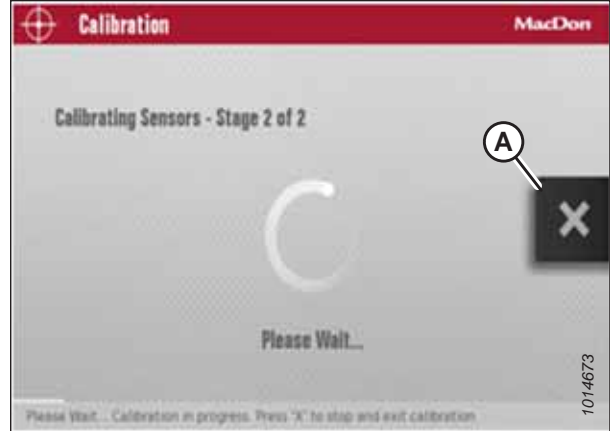 Calibration
MacDon
Calibrating Sensors - Stage 2 of 2
A
X
Please Wait...
Please Wait... Calibration in progress. Press "X" to stop and exit calibration
1014673